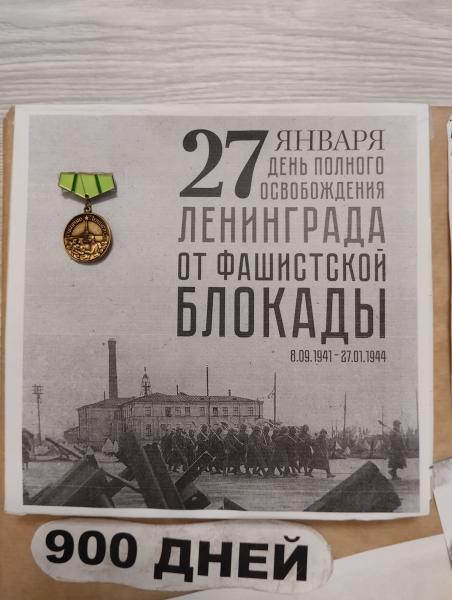 27 ЯНВАРЯ
ДЕНЬ ПОЛНОГО
ОСВОБОЖДЕНИЯ
ЛЕНИНГРАДА
ОТ ФАШИСТСКОЙ
БЛОКАДЫ
8.09.1941 - 27.01.1944
900 ДНЕЙ